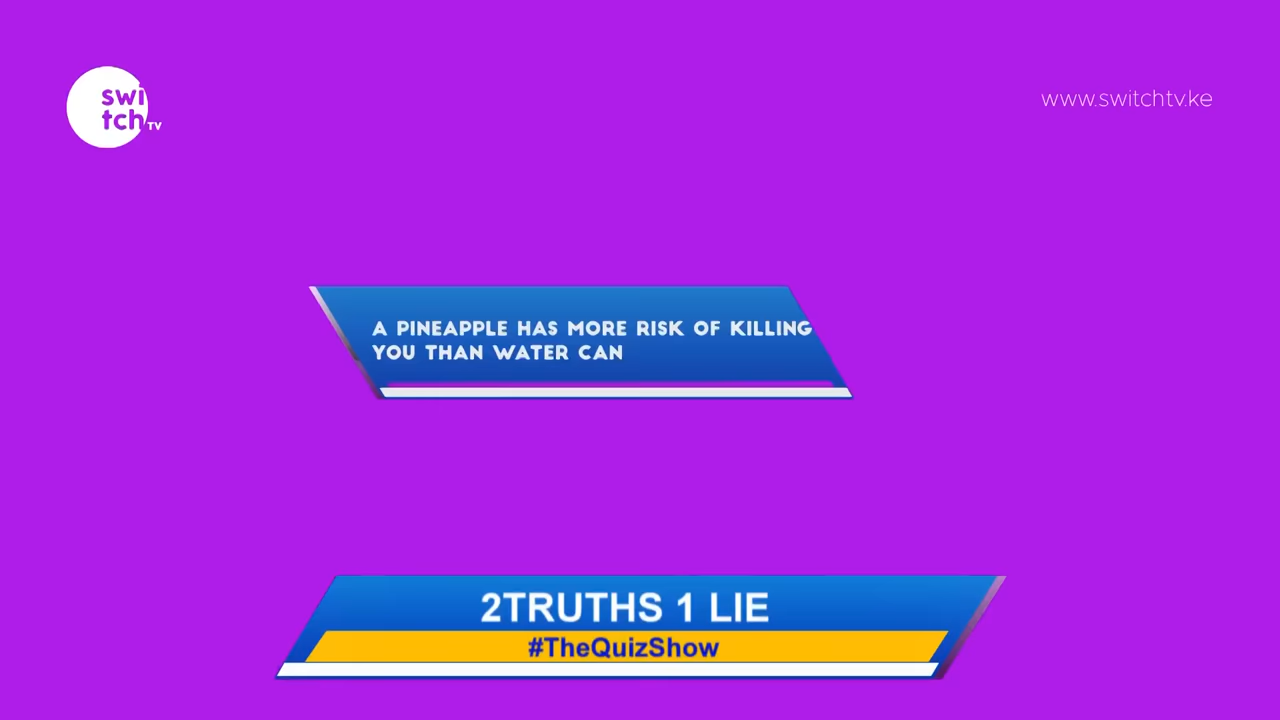 swi
tch TV
www.switchtv.ke
A PINEAPPLE HAS MORE RISK OF KILLING
YOU THAN WATER CAN
2TRUTHS 1 LIE
#TheQuizShow